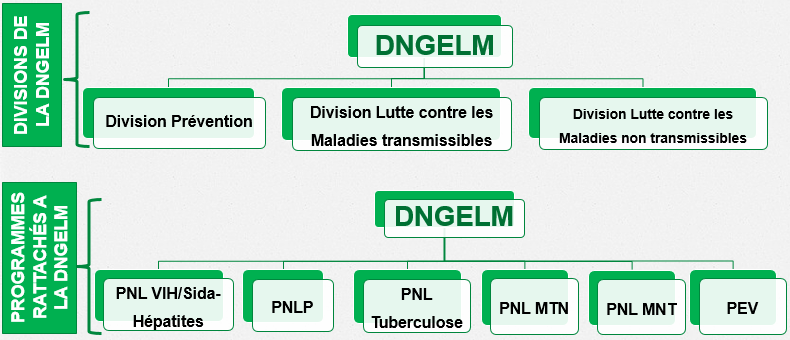 DIVISIONS DE
LA DNGELM
DNGELM
Division Prévention
Division Lutte contre les
Maladies transmissibles
Division Lutte contre les
Maladies non transmissibles
PROGRAMMES
RATTACHÉS A
LA DNGELM
DNGELM
PNL VIH/Sida-
Hépatites
PNLP
PNL
Tuberculose
PNL MTN
PNL MNT
PEV